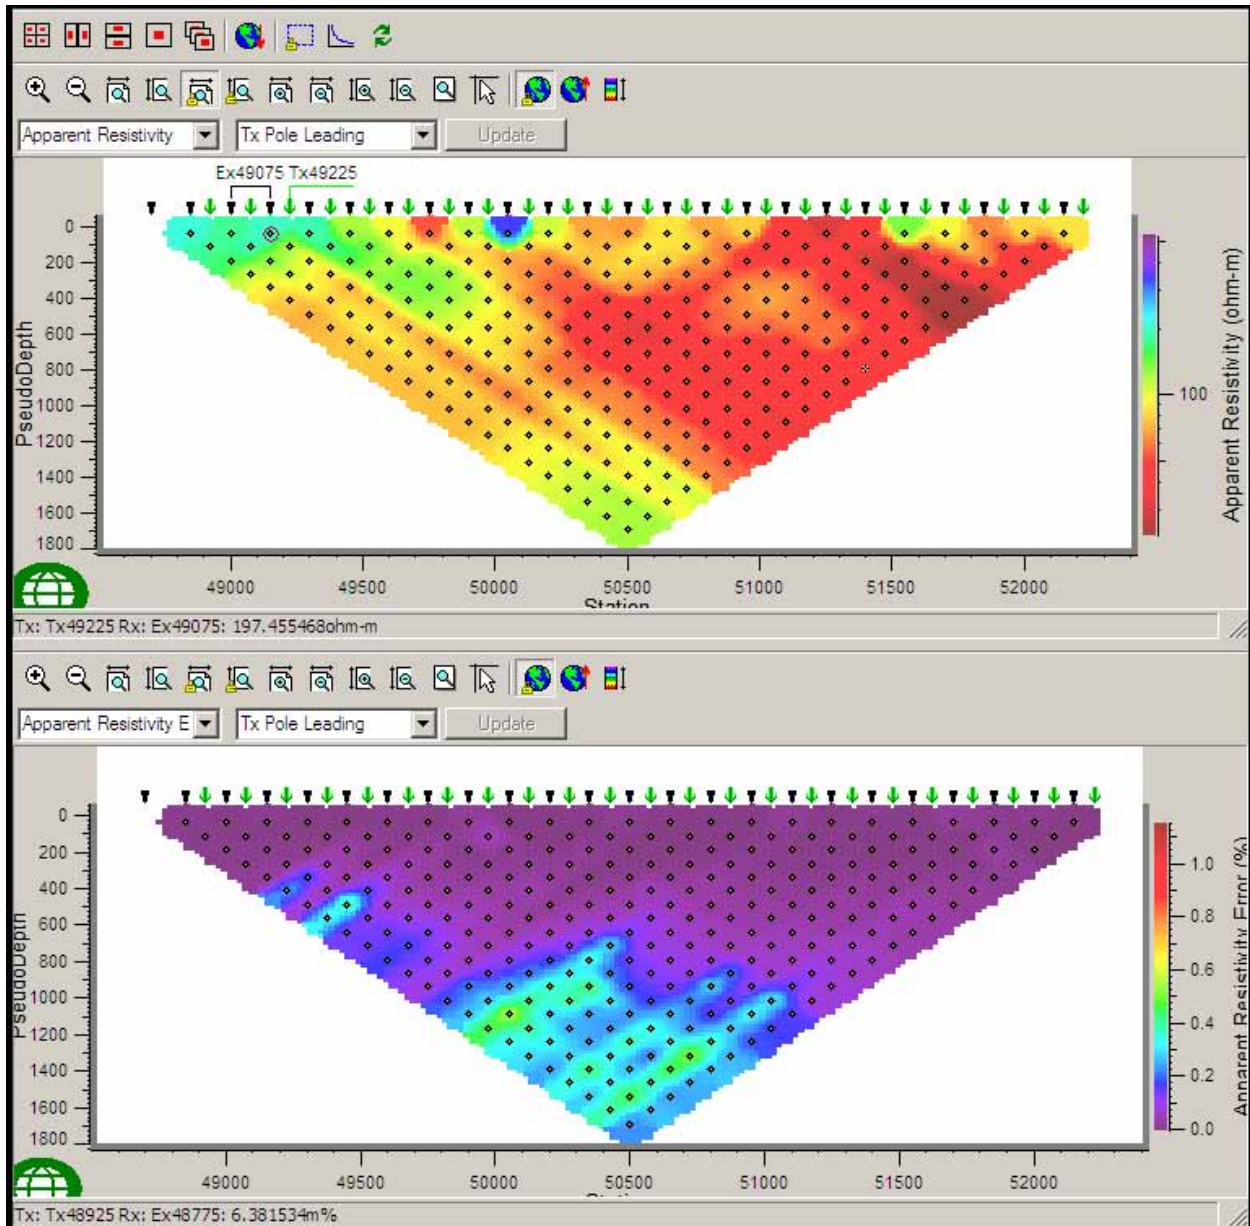 Apparent Resistivity Tx Pole Leading Update
Ex49075 Tx49225
0
200
400
600
800
1000
1200
1400
1600
1800
PseudoDepth
49000 49500 50000 50500 51000 51500 52000
Station
100
Apparent Resistivity (ohm-m)
Tx: Tx49225 Rx: Ex49075: 197.455468ohm-m
Apparent Resistivity E Tx Pole Leading Update
0
200
400
600
800
1000
1200
1400
1600
1800
PseudoDepth
49000 49500 50000 50500 51000 51500 52000
1.0
0.8
0.6
0.4
0.2
0.0
Apparent Resistivity Error (%)
Tx: Tx48925 Rx: Ex48775: 6.381534m%